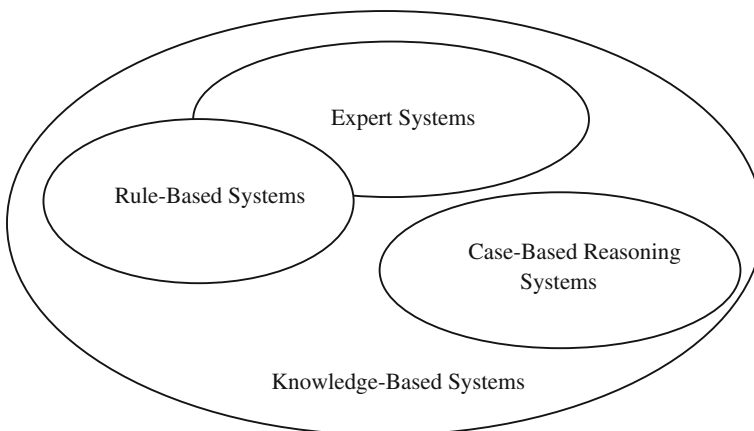 Expert Systems
Rule-Based Systems
Case-Based Reasoning
Systems
Knowledge-Based Systems